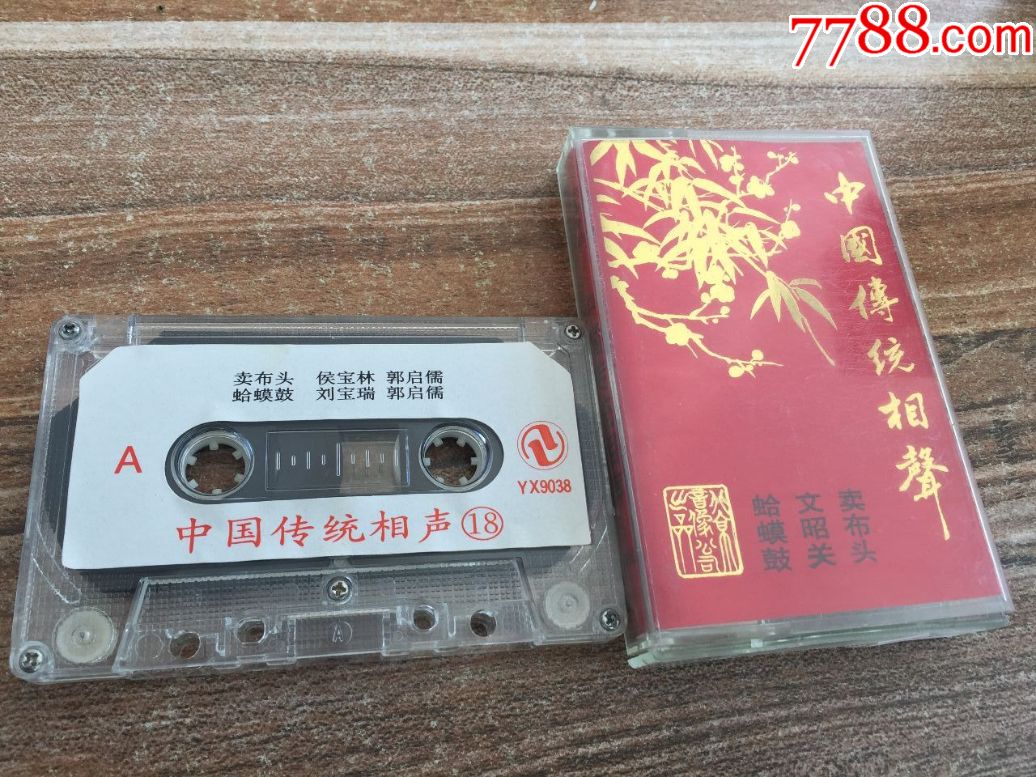 7788.com
卖布头 侯宝林 郭启儒
蛤蟆鼓 刘宝瑞 郭启儒
A
YX9038
中国传统相声⑱
A
中國傳统相聲
卖布头
文昭关
蛤蟆鼓